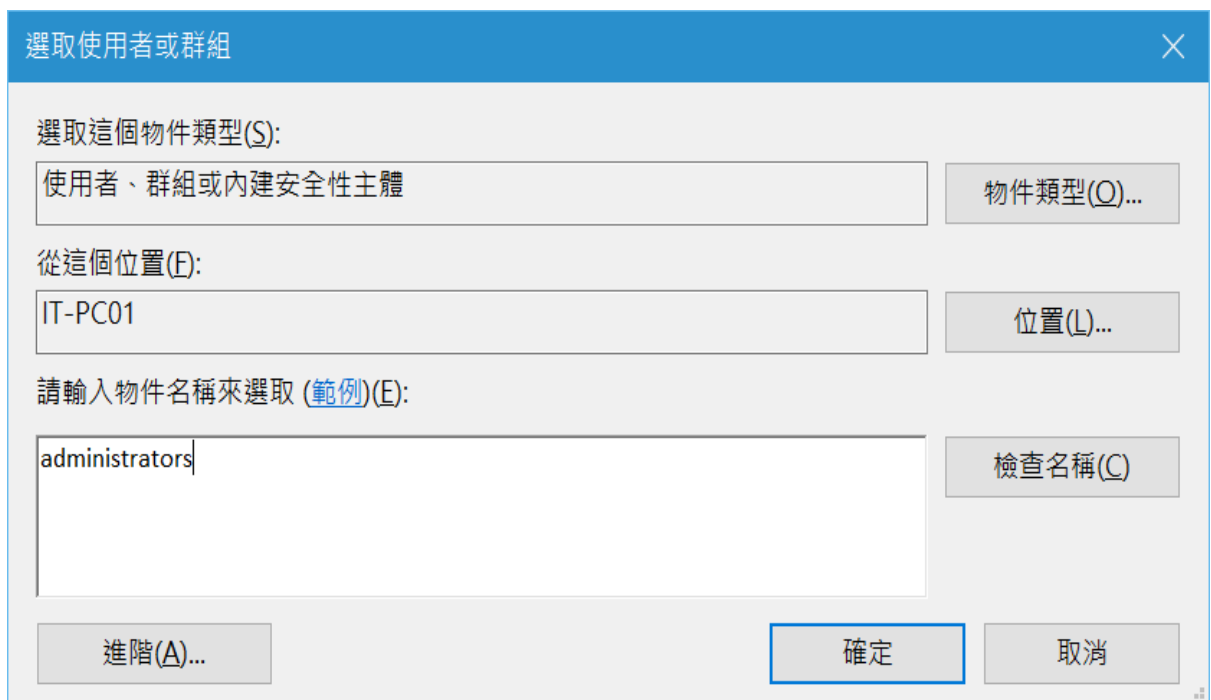 選取使用者或群組
選取這個物件類型(S):
使用者、群組或內建安全性主體
物件類型(O)...
從這個位置(F):
IT-PC01
位置(L)...
請輸入物件名稱來選取 (範例)(E):
administrators
檢查名稱(C)
進階(A)...
確定
取消